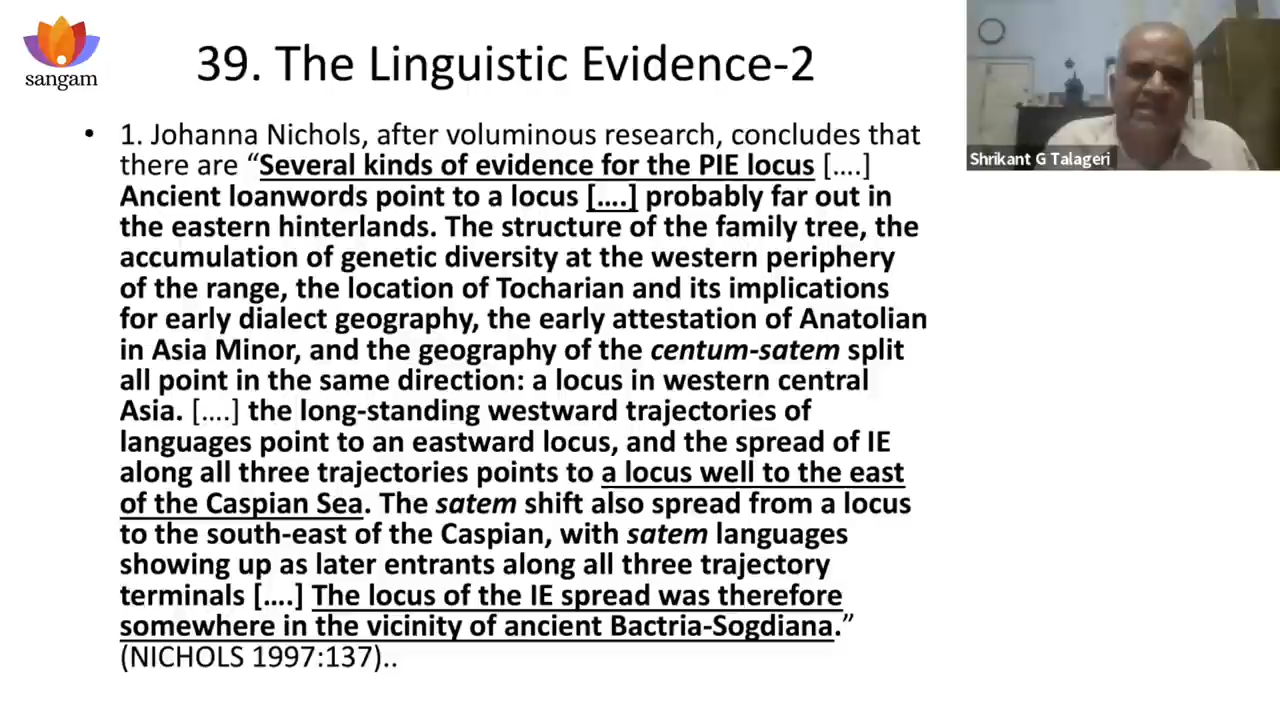 sangam
39. The Linguistic Evidence-2
• 1. Johanna Nichols, after voluminous research, concludes that
there are “Several kinds of evidence for the PIE locus [....]
Ancient loanwords point to a locus [....] probably far out in
the eastern hinterlands. The structure of the family tree, the
accumulation of genetic diversity at the western periphery
of the range, the location of Tocharian and its implications
for early dialect geography, the early attestation of Anatolian
in Asia Minor, and the geography of the centum-satem split
all point in the same direction: a locus in western central
Asia. [....] the long-standing westward trajectories of
languages point to an eastward locus, and the spread of IE
along all three trajectories points to a locus well to the east
of the Caspian Sea. The satem shift also spread from a locus
to the south-east of the Caspian, with satem languages
showing up as later entrants along all three trajectory
terminals [....] The locus of the IE spread was therefore
somewhere in the vicinity of ancient Bactria-Sogdiana.”
(NICHOLS 1997:137)..
Shrikant G Talageri